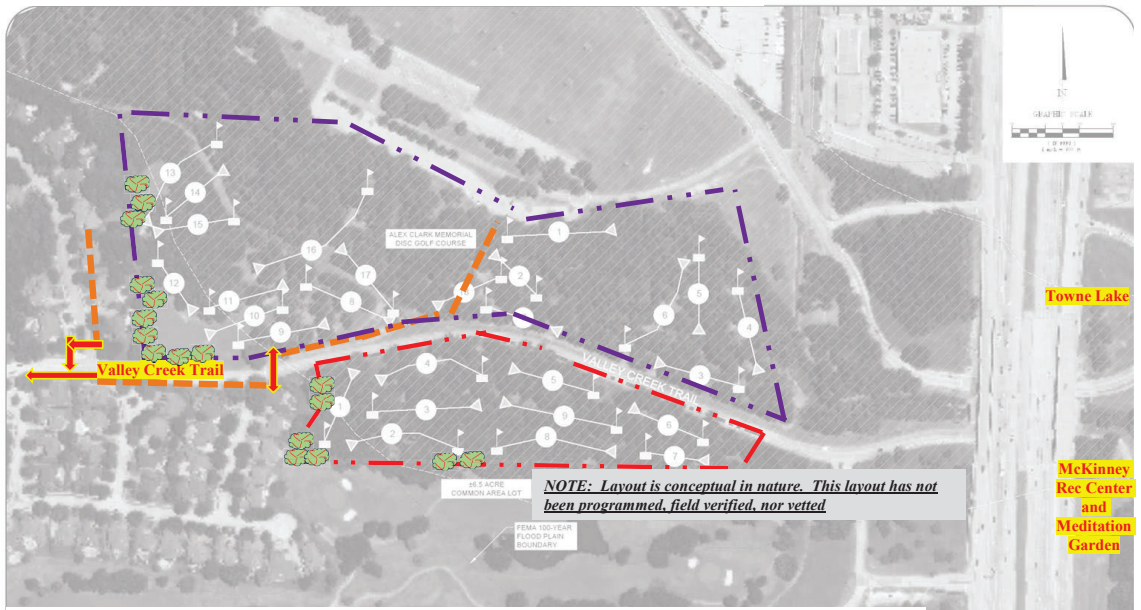 N
GRAPHIC SCALE
ALEX CLARK MEMORIAL
DISC GOLF COURSE
13
14
15
16
17
12
11
10
9
8
1
2
5
6
4
3
Towne Lake
Valley Creek Trail
VALLEY CREEK TRAIL
4
5
1
3
9
6
2
8
7
±6.5 ACRE
COMMON AREA LOT
NOTE: Layout is conceptual in nature. This layout has not
been programmed, field verified, nor vetted
McKinney
Rec Center
and
Meditation
Garden
FEMA 100-YEAR
FLOOD PLAIN
BOUNDARY